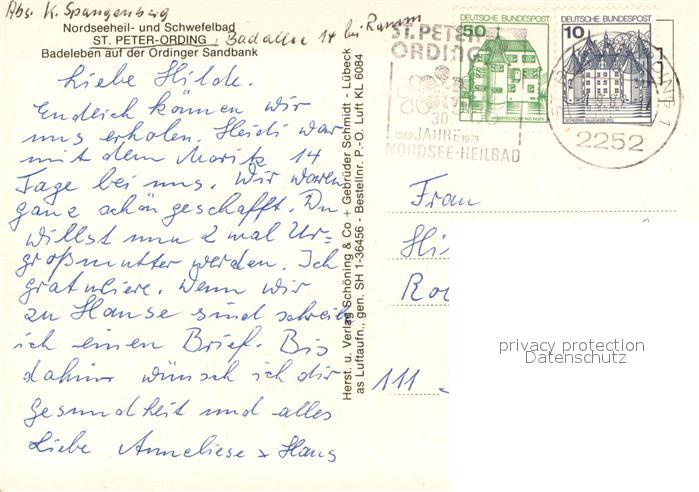 Abs. K. Spangenberg
Nordseeheil- und Schwefelbad
ST. PETER-ORDING, Badallee 14 bei Ramm
Badeleben auf der Ordinger Sandbank
Liebe Hilde.
Endlich können wir
uns erholen. Heidi war
mit dem Moritz 14
Tage bei uns. Wir waren
ganz schön geschafft. Du
willst nun 2 mal Ur-
großmutter werden. Ich
gratuliere. Wenn wir
zu Hause sind schreib
ich einen Brief. Bis
dahin wünsch ich dir
Gesundheit und alles
Liebe Anneliese + Hans
Herst. u. Verlag Schöning & Co + Gebrüder Schmidt - Lübeck
as Luftaufn., gen. SH 1-36456 - Bestellnr. P.-O. Luft KL 6084
ST. PETER
ORDING
30
1949 JAHRE 1979
NORDSEE-HEILBAD
DEUTSCHE BUNDESPOST
50
DEUTSCHE BUNDESPOST
10
SCHLOSS GLÜCKSBURG
2252
Frau
Hi
111
privacy protection
Datenschutz